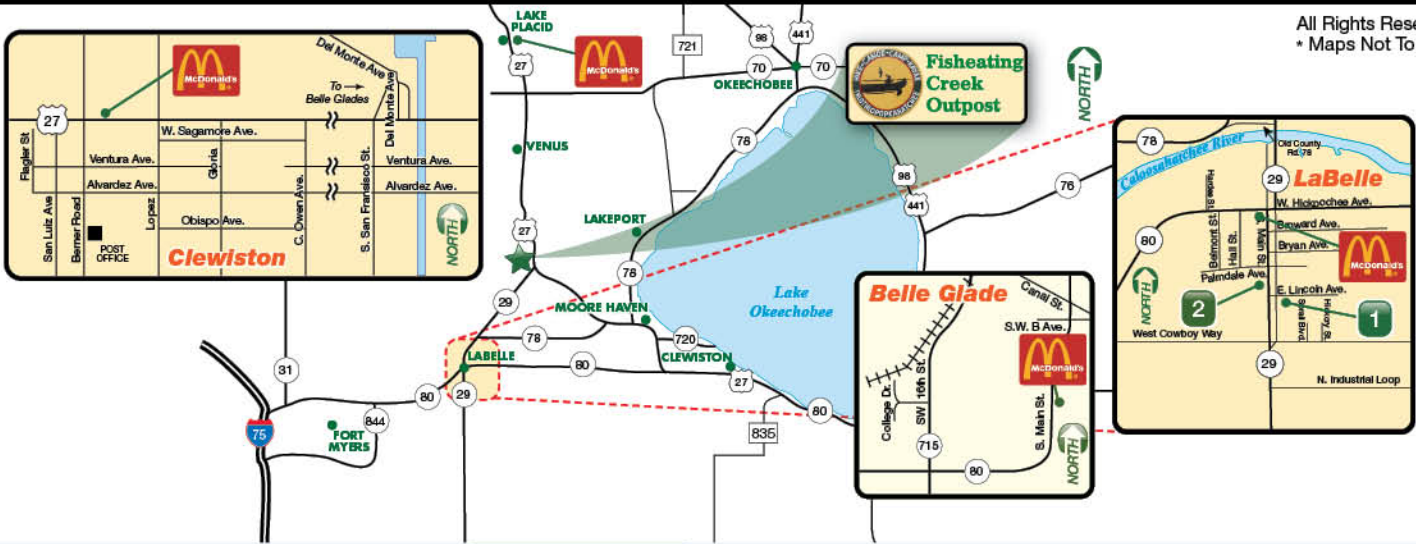 All Rights Rese
* Maps Not To
McDonald's
Del Monte Ave
To
Belle Glades
Del Monte Ave
27
Flagler St
W. Sagamore Ave.
Ventura Ave.
Gloria
Ventura Ave.
Alvardez Ave.
Alvardez Ave.
San Luiz Ave
Berner Road
Lopez
Obispo Ave.
C. Owen Ave.
S. San Fransisco St.
POST
OFFICE
Clewiston
NORTH
LAKE
PLACID
McDonald's
27
721
98
441
70
70
OKEECHOBEE
Fisheating
Creek
Outpost
NORTH
78
VENUS
98
441
76
LAKEPORT
27
78
29
MOORE HAVEN
Lake
Okeechobee
78
720
LABELLE
80
CLEWISTON
27
31
80
29
80
844
75
FORT
MYERS
835
Belle Glade
Canal St.
S.W. B Ave.
McDonald's
College Dr.
SW 16th St.
S. Main St.
715
80
NORTH
78
Caloosahatchee River
Old County
Rd. 78
29
LaBelle
W. Hickpochee Ave.
80
Hardee St.
Belmont St.
Hall St.
Main St.
Broward Ave.
Bryan Ave.
McDonald's
NORTH
Palmdale Ave.
E. Lincoln Ave.
2
1
Hickory St.
West Cowboy Way
29
N. Industrial Loop